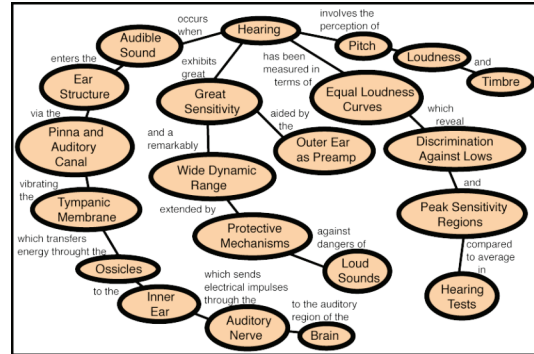 Hearing
occurs
when
Audible
Sound
enters the
Ear
Structure
via the
Pinna and
Auditory
Canal
vibrating
the
Tympanic
Membrane
which transfers
energy throught the
Ossicles
to the
Inner
Ear
which sends
electrical impulses
through the
Auditory
Nerve
to the auditory
region of the
Brain
exhibits
great
Great
Sensitivity
and a
remarkably
Wide Dynamic
Range
extended by
Protective
Mechanisms
against
dangers of
Loud
Sounds
aided by
the
Outer Ear
as Preamp
has been
measured in
terms of
Equal Loudness
Curves
which
reveal
Discrimination
Against Lows
and
Peak Sensitivity
Regions
compared
to average
in
Hearing
Tests
involves the
perception of
Pitch
Loudness
and
Timbre